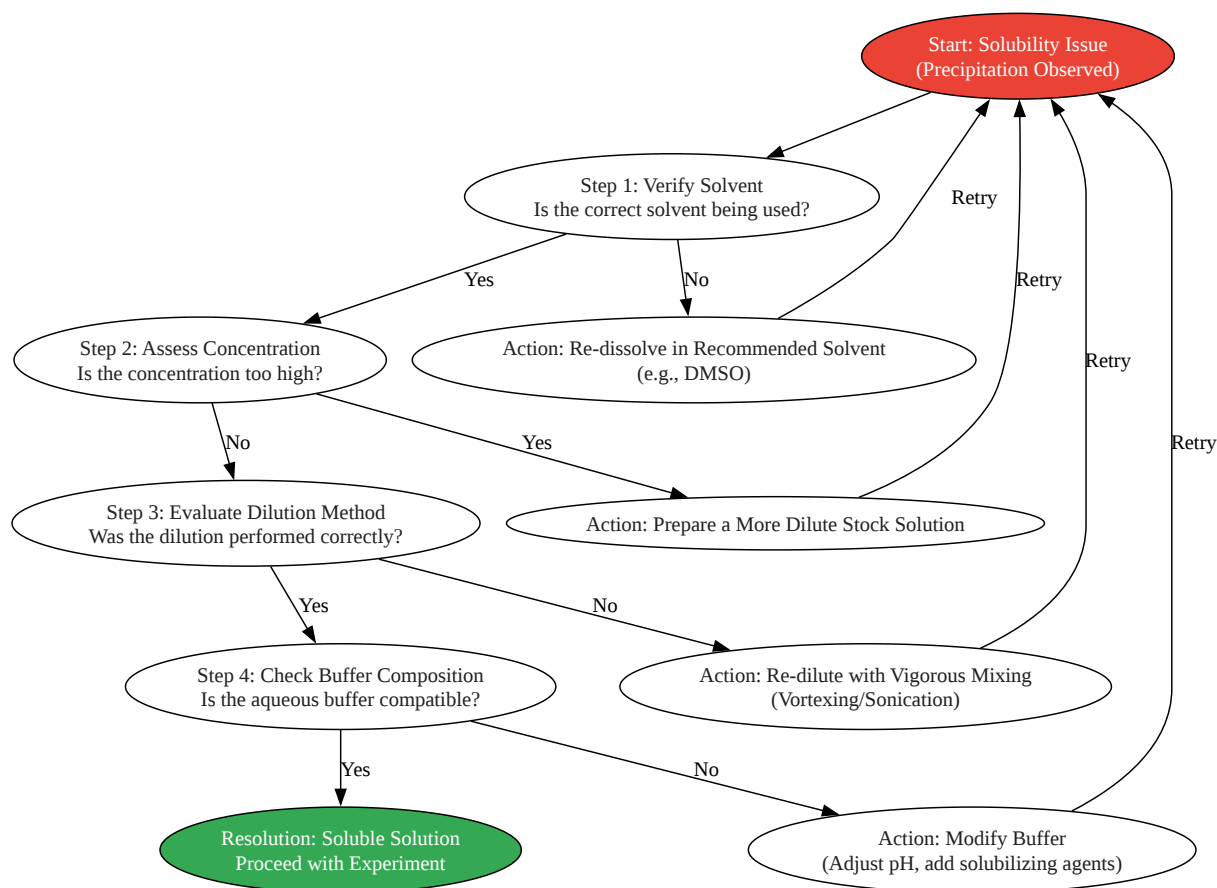 Start: Solubility Issue
(Precipitation Observed)
Step 1: Verify Solvent
Is the correct solvent being used?
Retry
Yes
No
Retry
Step 2: Assess Concentration
Is the concentration too high?
Action: Re-dissolve in Recommended Solvent
(e.g., DMSO)
Retry
No
Yes
Retry
Step 3: Evaluate Dilution Method
Was the dilution performed correctly?
Action: Prepare a More Dilute Stock Solution
Yes
No
Step 4: Check Buffer Composition
Is the aqueous buffer compatible?
Action: Re-dilute with Vigorous Mixing
(Vortexing/Sonication)
Yes
No
Resolution: Soluble Solution
Proceed with Experiment
Action: Modify Buffer
(Adjust pH, add solubilizing agents)